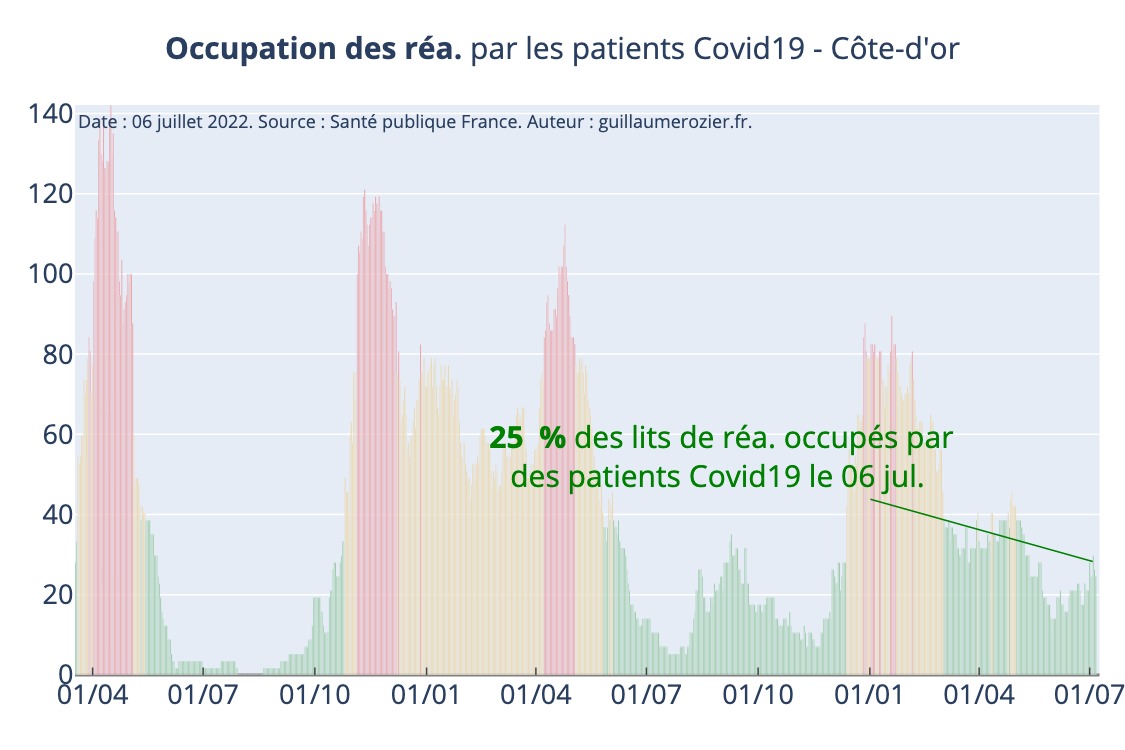 Occupation des réa. par les patients Covid19 - Côte-d'or
140
Date : 06 juillet 2022. Source : Santé publique France. Auteur : guillaumerozier.fr.
120
100
80
60
25 % des lits de réa. occupés par
des patients Covid19 le 06 jul.
40
20
0
01/04 01/07 01/10 01/01 01/04 01/07 01/10 01/01 01/04 01/07